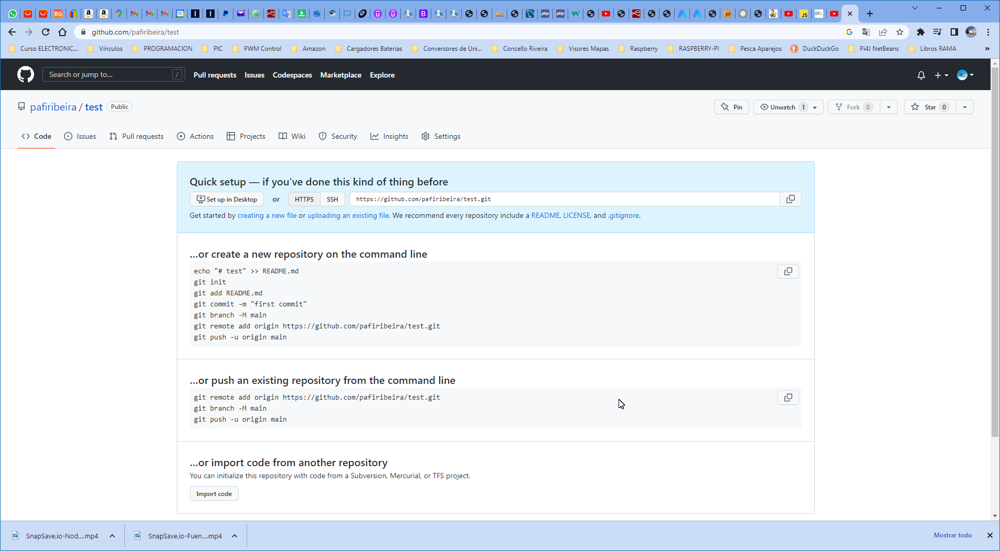 github.com/pafiribeira/test
Curso ELECTRONIC...
Vínculos
PROGRAMACION
PIC
PWM Control
Amazon
Cargadores Baterias
Conversores de Uni...
Concello Riveira
Visores Mapas
Raspberry
RASPBERRY-PI
Pesca Aparejos
DuckDuckGo
Pi4J NetBeans
Libros RAMA
»
Search or jump to...
/
Pull requests
Issues
Codespaces
Marketplace
Explore
pafiribeira / test
Public
Pin
Unwatch 1
Fork 0
Star 0
Code
Issues
Pull requests
Actions
Projects
Wiki
Security
Insights
Settings
Quick setup — if you’ve done this kind of thing before
Set up in Desktop
or
HTTPS
SSH
https://github.com/pafiribeira/test.git
Get started by creating a new file or uploading an existing file. We recommend every repository include a README, LICENSE, and .gitignore.
…or create a new repository on the command line
echo "# test" >> README.md
git init
git add README.md
git commit -m "first commit"
git branch -M main
git remote add origin https://github.com/pafiribeira/test.git
git push -u origin main
…or push an existing repository from the command line
git remote add origin https://github.com/pafiribeira/test.git
git branch -M main
git push -u origin main
…or import code from another repository
You can initialize this repository with code from a Subversion, Mercurial, or TFS project.
Import code
SnapSave.io-Nod....mp4
SnapSave.io-Fuen....mp4
Mostrar todo